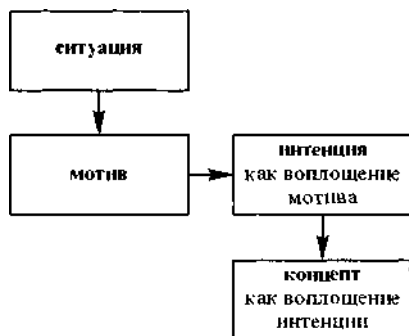 ситуация
мотив
интенция
как воплощение
мотива
концепт
как воплощение
интенции